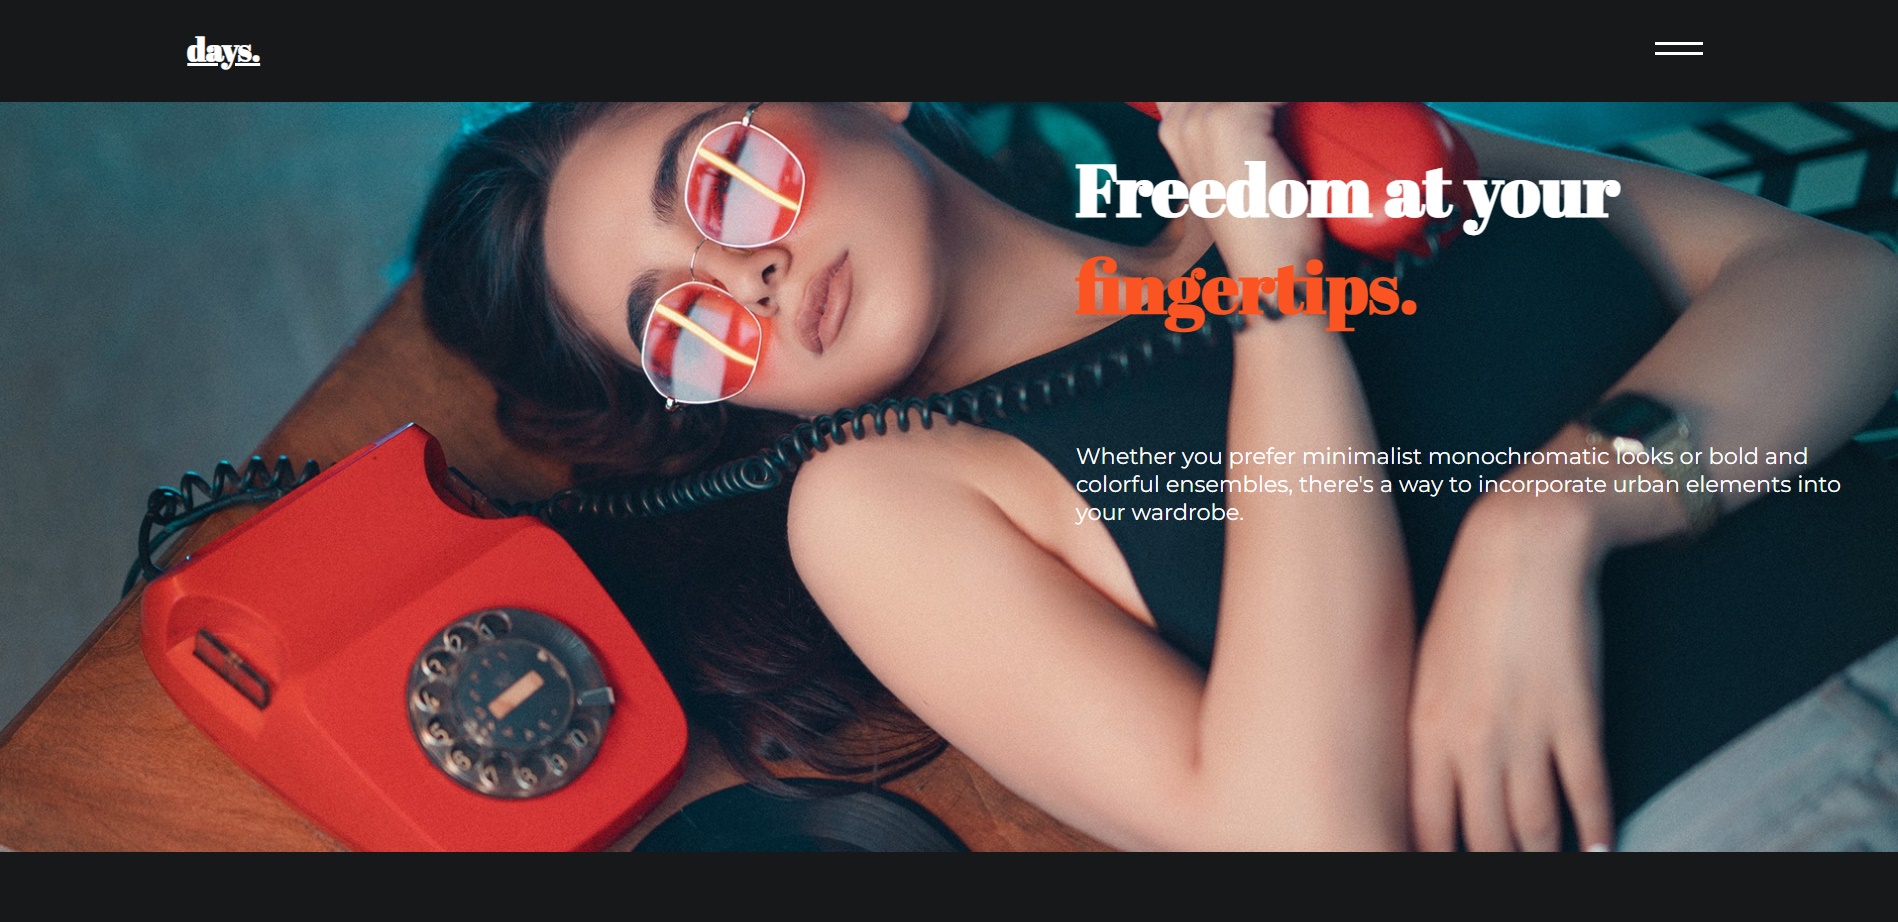 days.
Freedom at your
fingertips.
Whether you prefer minimalist monochromatic looks or bold and
colorful ensembles, there's a way to incorporate urban elements into
your wardrobe.